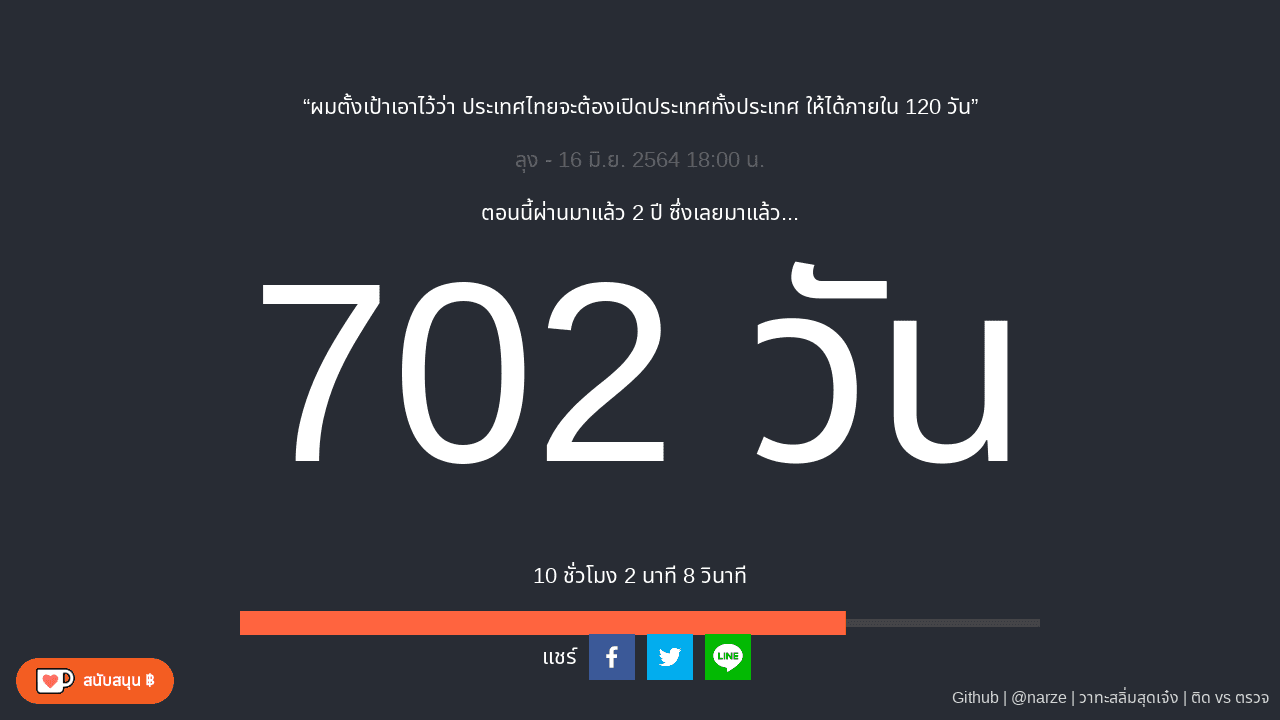 “ผมตั้งเป้าเอาไว้ว่า ประเทศไทยจะต้องเปิดประเทศทั้งประเทศ ให้ได้ภายใน 120 วัน”
ลุง - 16 มิ.ย. 2564 18:00 น.
ตอนนี้ผ่านมาแล้ว 2 ปี ซึ่งเลยมาแล้ว...
702 วัน
10 ชั่วโมง 2 นาที 8 วินาที
แชร์
LINE
สนับสนุน ฿
Github | @narze | วาทะสลิ่มสุดเจ๋ง | ติด vs ตรวจ